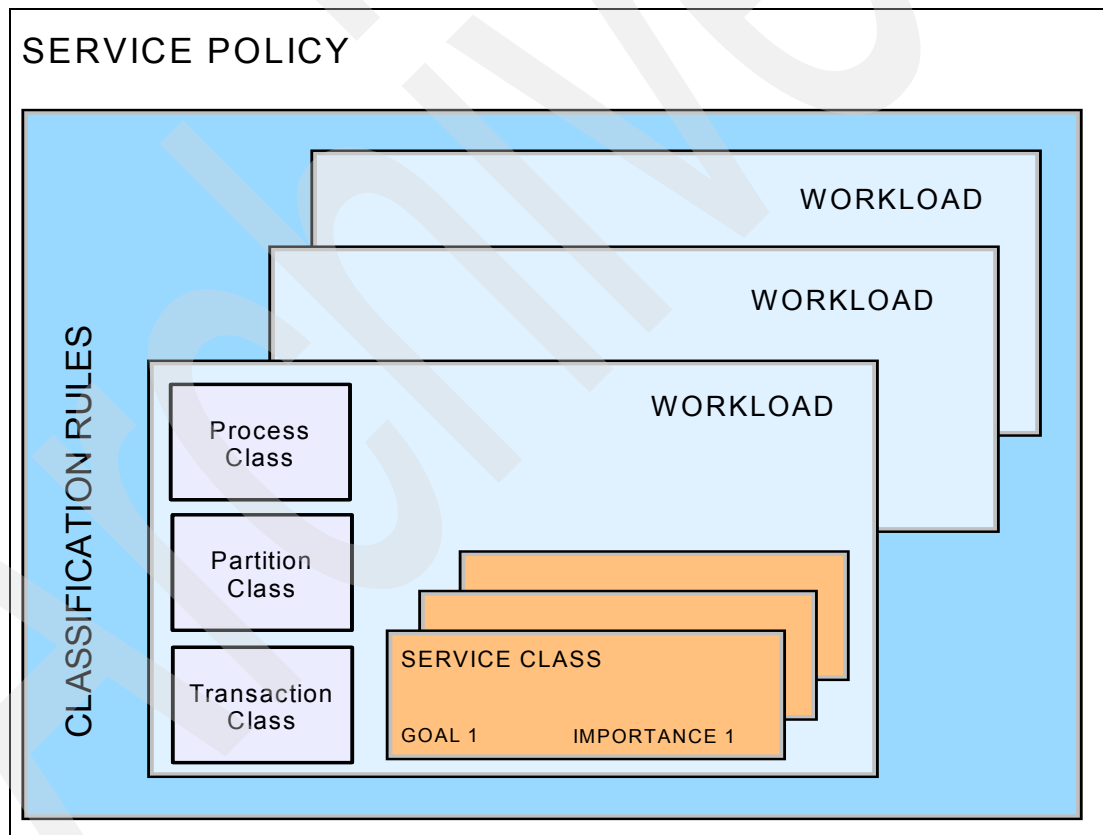 SERVICE POLICY
WORKLOAD
WORKLOAD
WORKLOAD
CLASSIFICATION RULES
Process
Class
Partition
Class
Transaction
Class
SERVICE CLASS
GOAL 1 IMPORTANCE 1